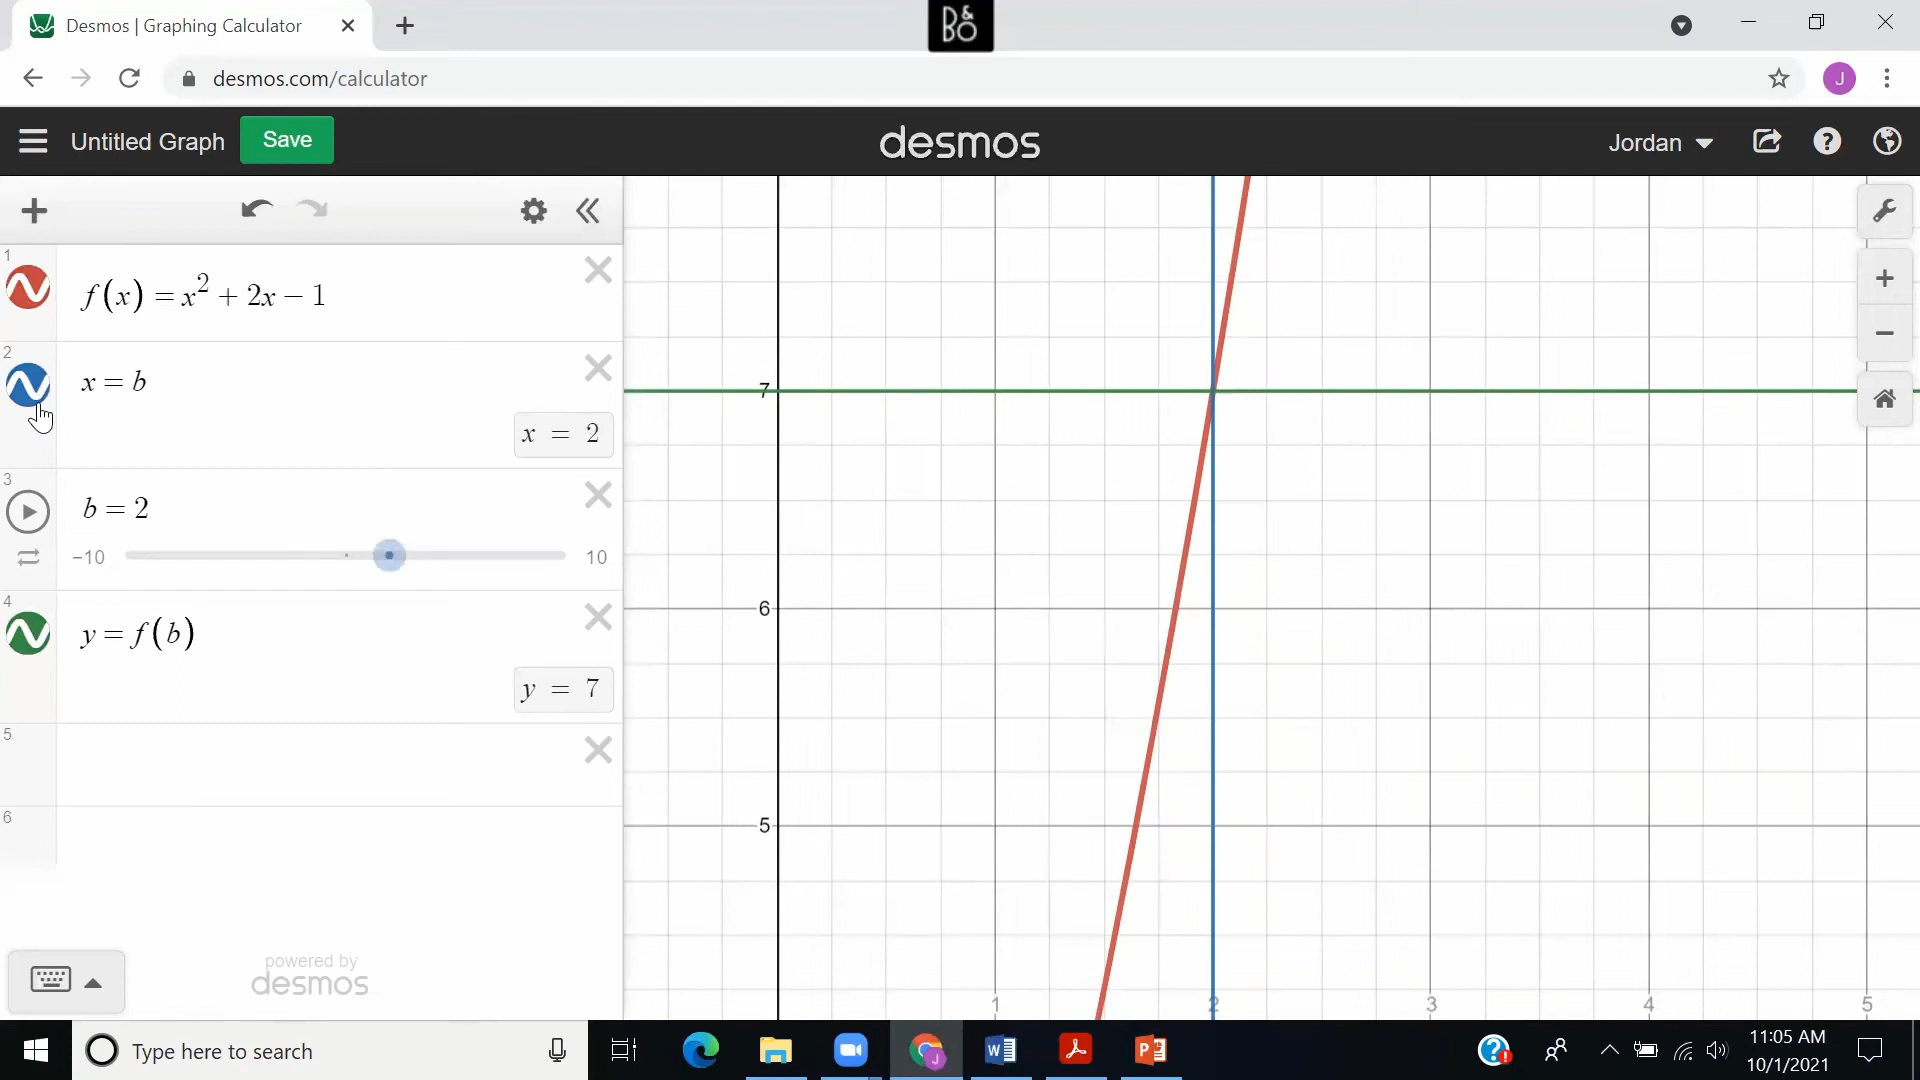 Desmos | Graphing Calculator
B&O
desmos.com/calculator
J
Untitled Graph Save desmos Jordan
1
f(x) = x² + 2x − 1
2
x = b
x = 2
3
b = 2
−10 10
4
y = f(b)
y = 7
5
6
powered by
desmos
7
6
5
1 2 3 4 5
Type here to search
11:05 AM
10/1/2021